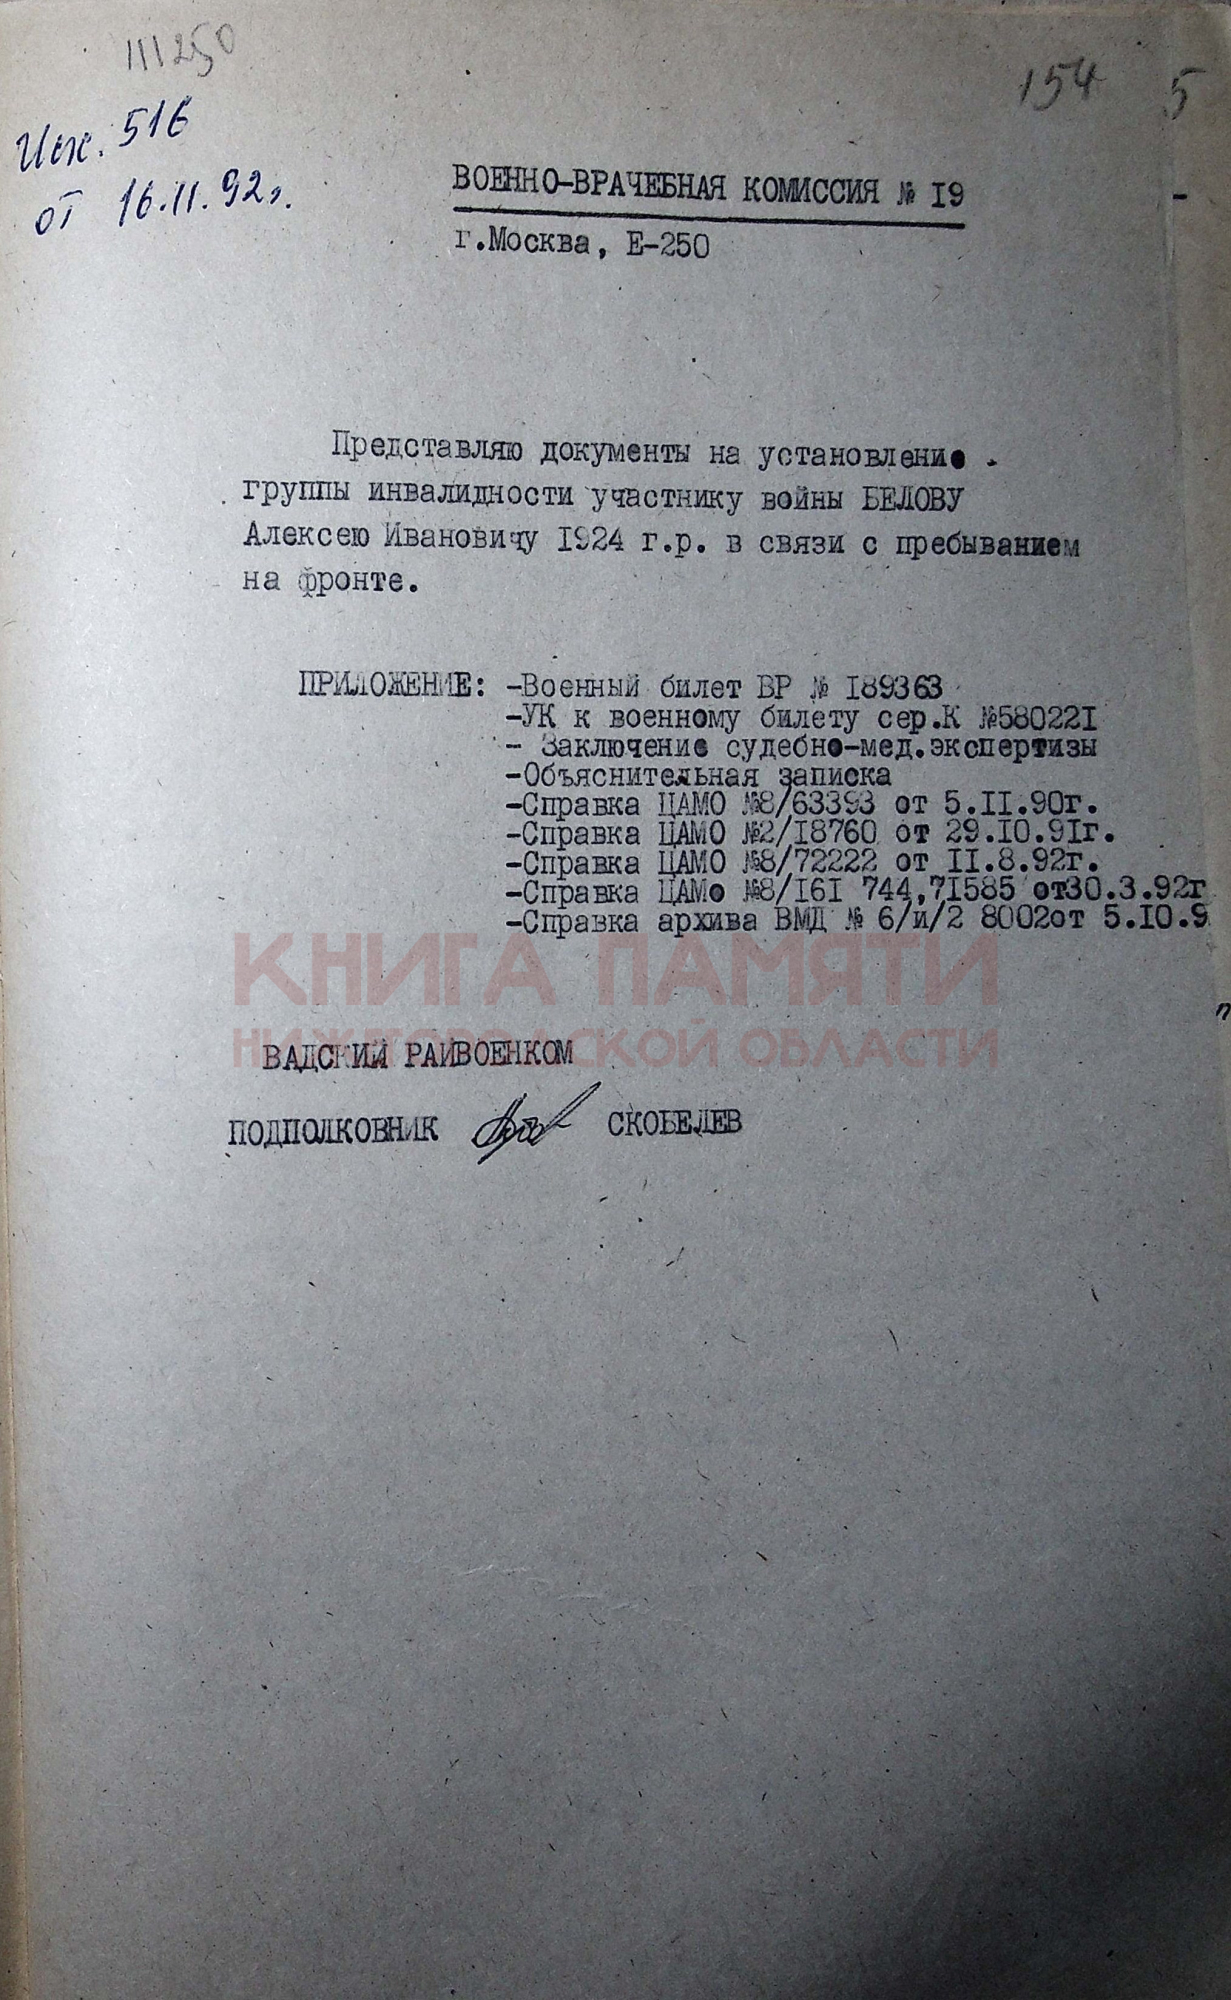 111250
154 5
Исх. 516
от 16.11.92г.
ВОЕННО-ВРАЧЕБНАЯ КОМИССИЯ № I9
г.Москва, Е-250
Представляю документы на установление
группы инвалидности участнику войны БЕЛОВУ
Алексею Ивановичу I924 г.р. в связи с пребыванием
на фронте.
ПРИЛОЖЕНИЕ: -Военный билет ВР № I89363
-УК к военному билету сер.К №58022I
- Заключение судебно-мед.экспертизы
-Объяснительная записка
-Справка ЦАМО №8/63393 от 5.II.90г.
-Справка ЦАМО №2/I8760 от 29.I0.9Iг.
-Справка ЦАМО №8/72222 от II.8.92г.
-Справка ЦАМо №8/I6I 744,7I585 от30.3.92г
-Справка архива ВМД № 6/и/2 8002от 5.I0.9
КНИГА ПАМЯТИ
НИЖЕГОРОДСКОЙ ОБЛАСТИ
ВАДСКИЙ РАЙВОЕНКОМ
ПОДПОЛКОВНИК СКОБЕЛЕВ